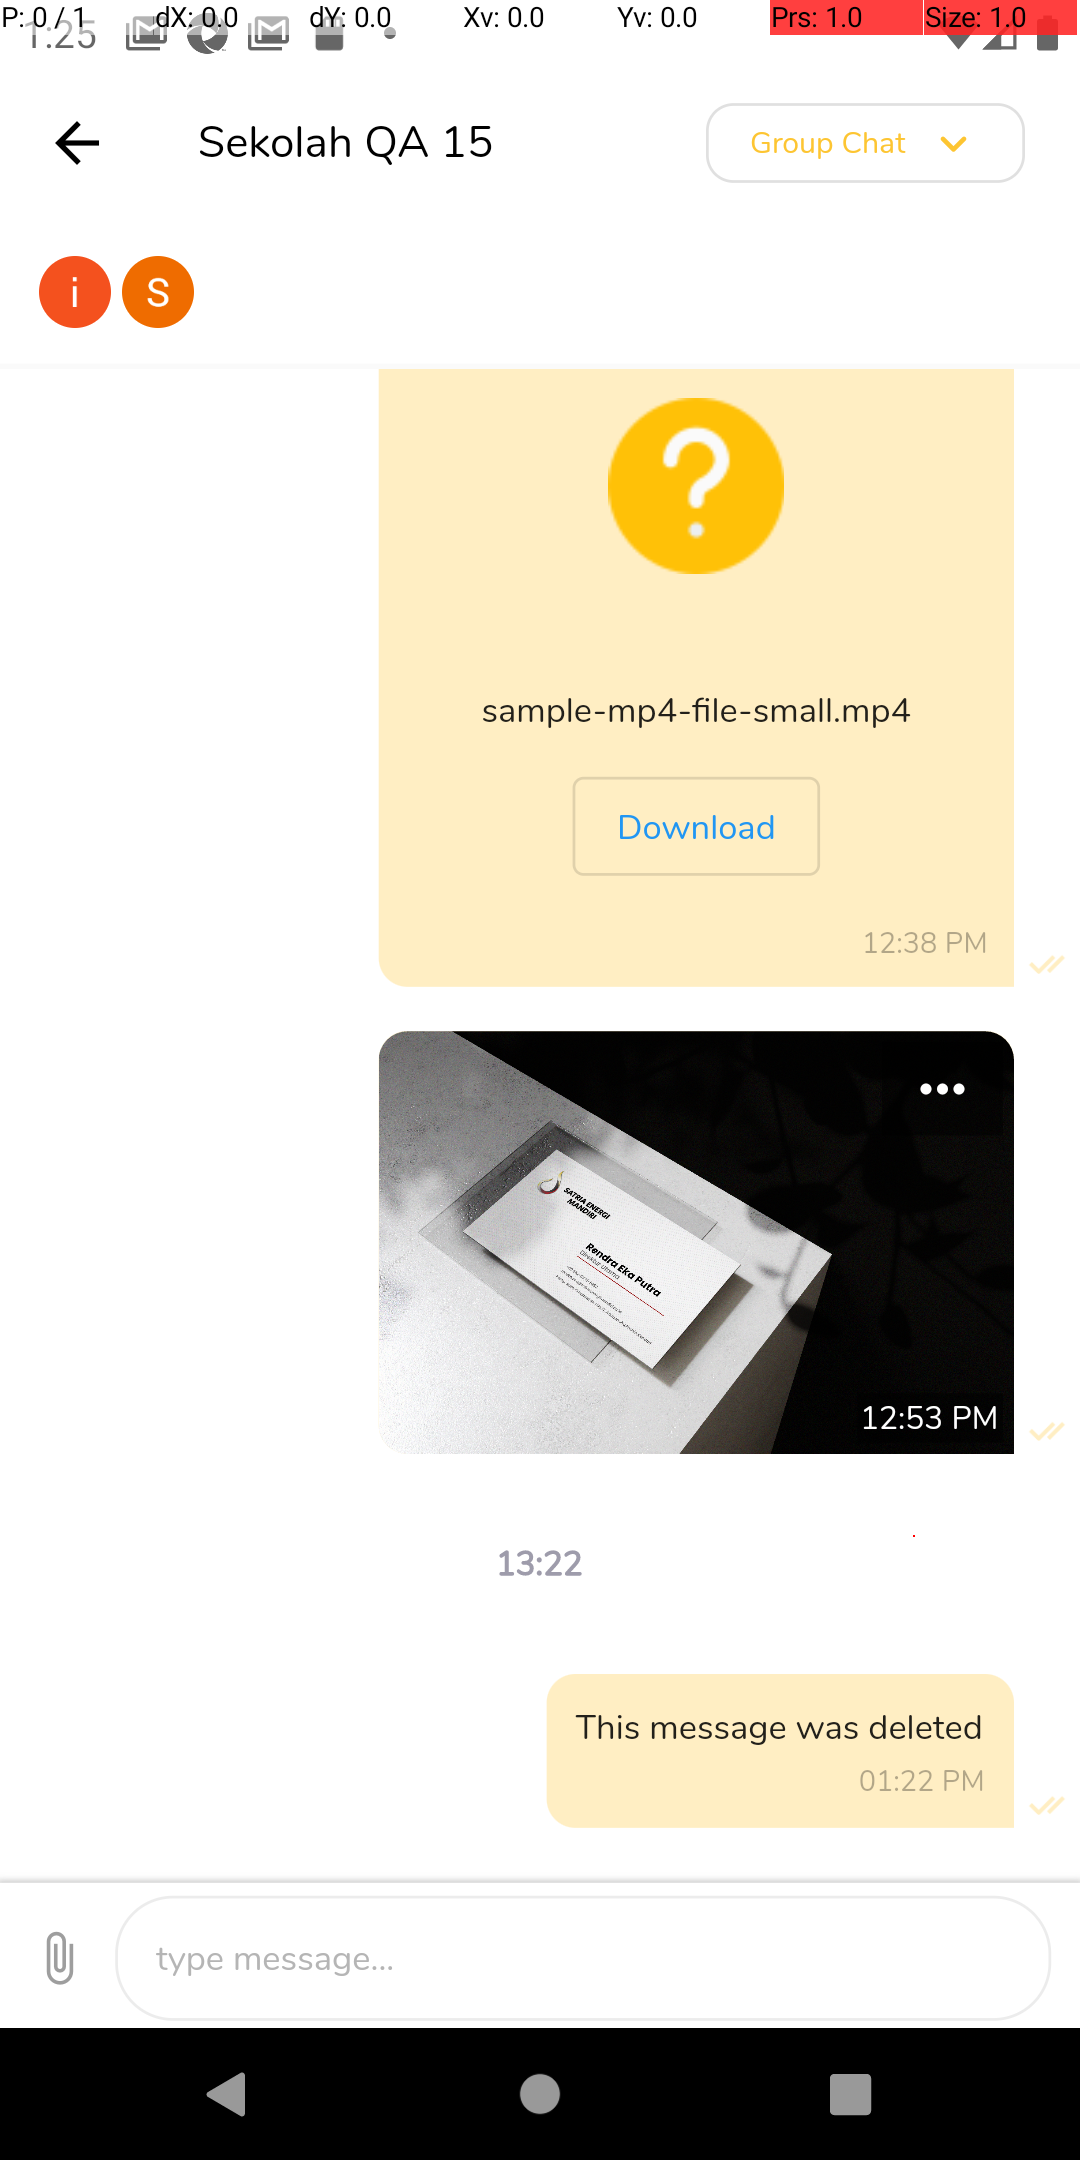 P: 0 / 1 dX: 0.0 dY: 0.0 Xv: 0.0 Yv: 0.0 Prs: 1.0 Size: 1.0
1:25
Sekolah QA 15
Group Chat
i S
sample-mp4-file-small.mp4
Download
12:38 PM
SATRIA ENERGI
MANDIRI
Rendra Eka Putra
Direktur Utama
12:53 PM
13:22
This message was deleted
01:22 PM
type message...